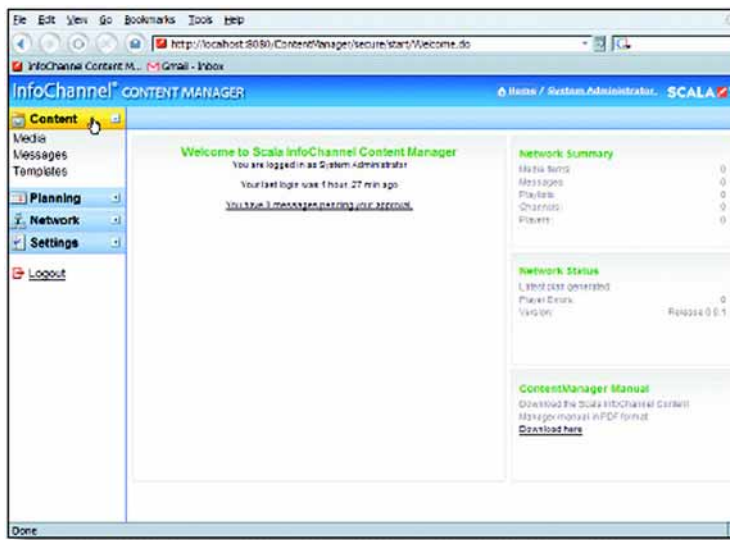 File Edit View Go Bookmarks Tools Help
http://localhost:8080/ContentManager/secure/start/Welcome.do
InfoChannel Content M... Gmail - Inbox
InfoChannel® CONTENT MANAGER
Home / System Administrator. SCALA
Content
Media
Messages
Templates
Planning
Network
Settings
Logout
Welcome to Scala InfoChannel Content Manager
You are logged in as System Administrator
Your last login was 1 hour, 27 min ago
You have 3 messages pending your approval.
Network Summary
Media items: 0
Messages: 0
Playlists: 0
Channels: 0
Players: 0
Network Status
Latest plan generated:
Player Errors: 0
Version: Release 0.0.1
ContentManager Manual
Download the Scala InfoChannel Content
Manager manual in PDF format
Download here
Done